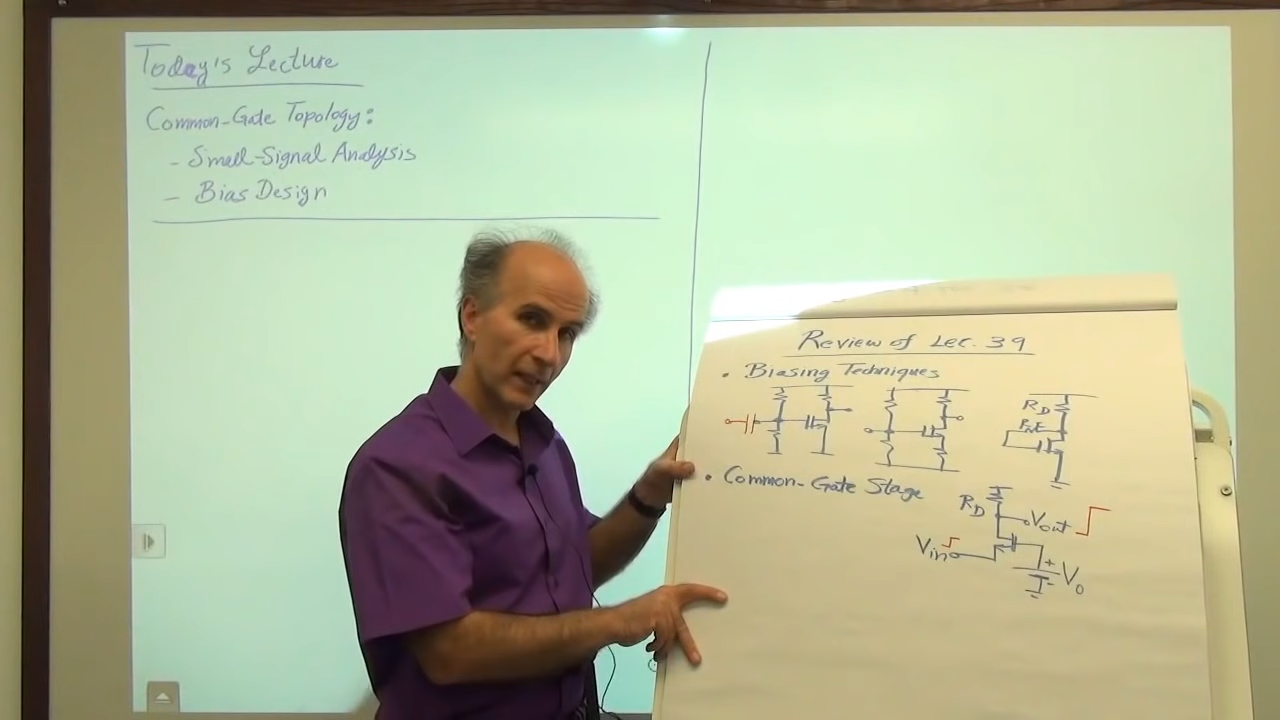 Today's Lecture
Common-Gate Topology:
- Small-Signal Analysis
- Bias Design
Review of Lec. 39
• Biasing Techniques
RD
• Common-Gate Stage
RD
Vout
Vin
+
-
V0